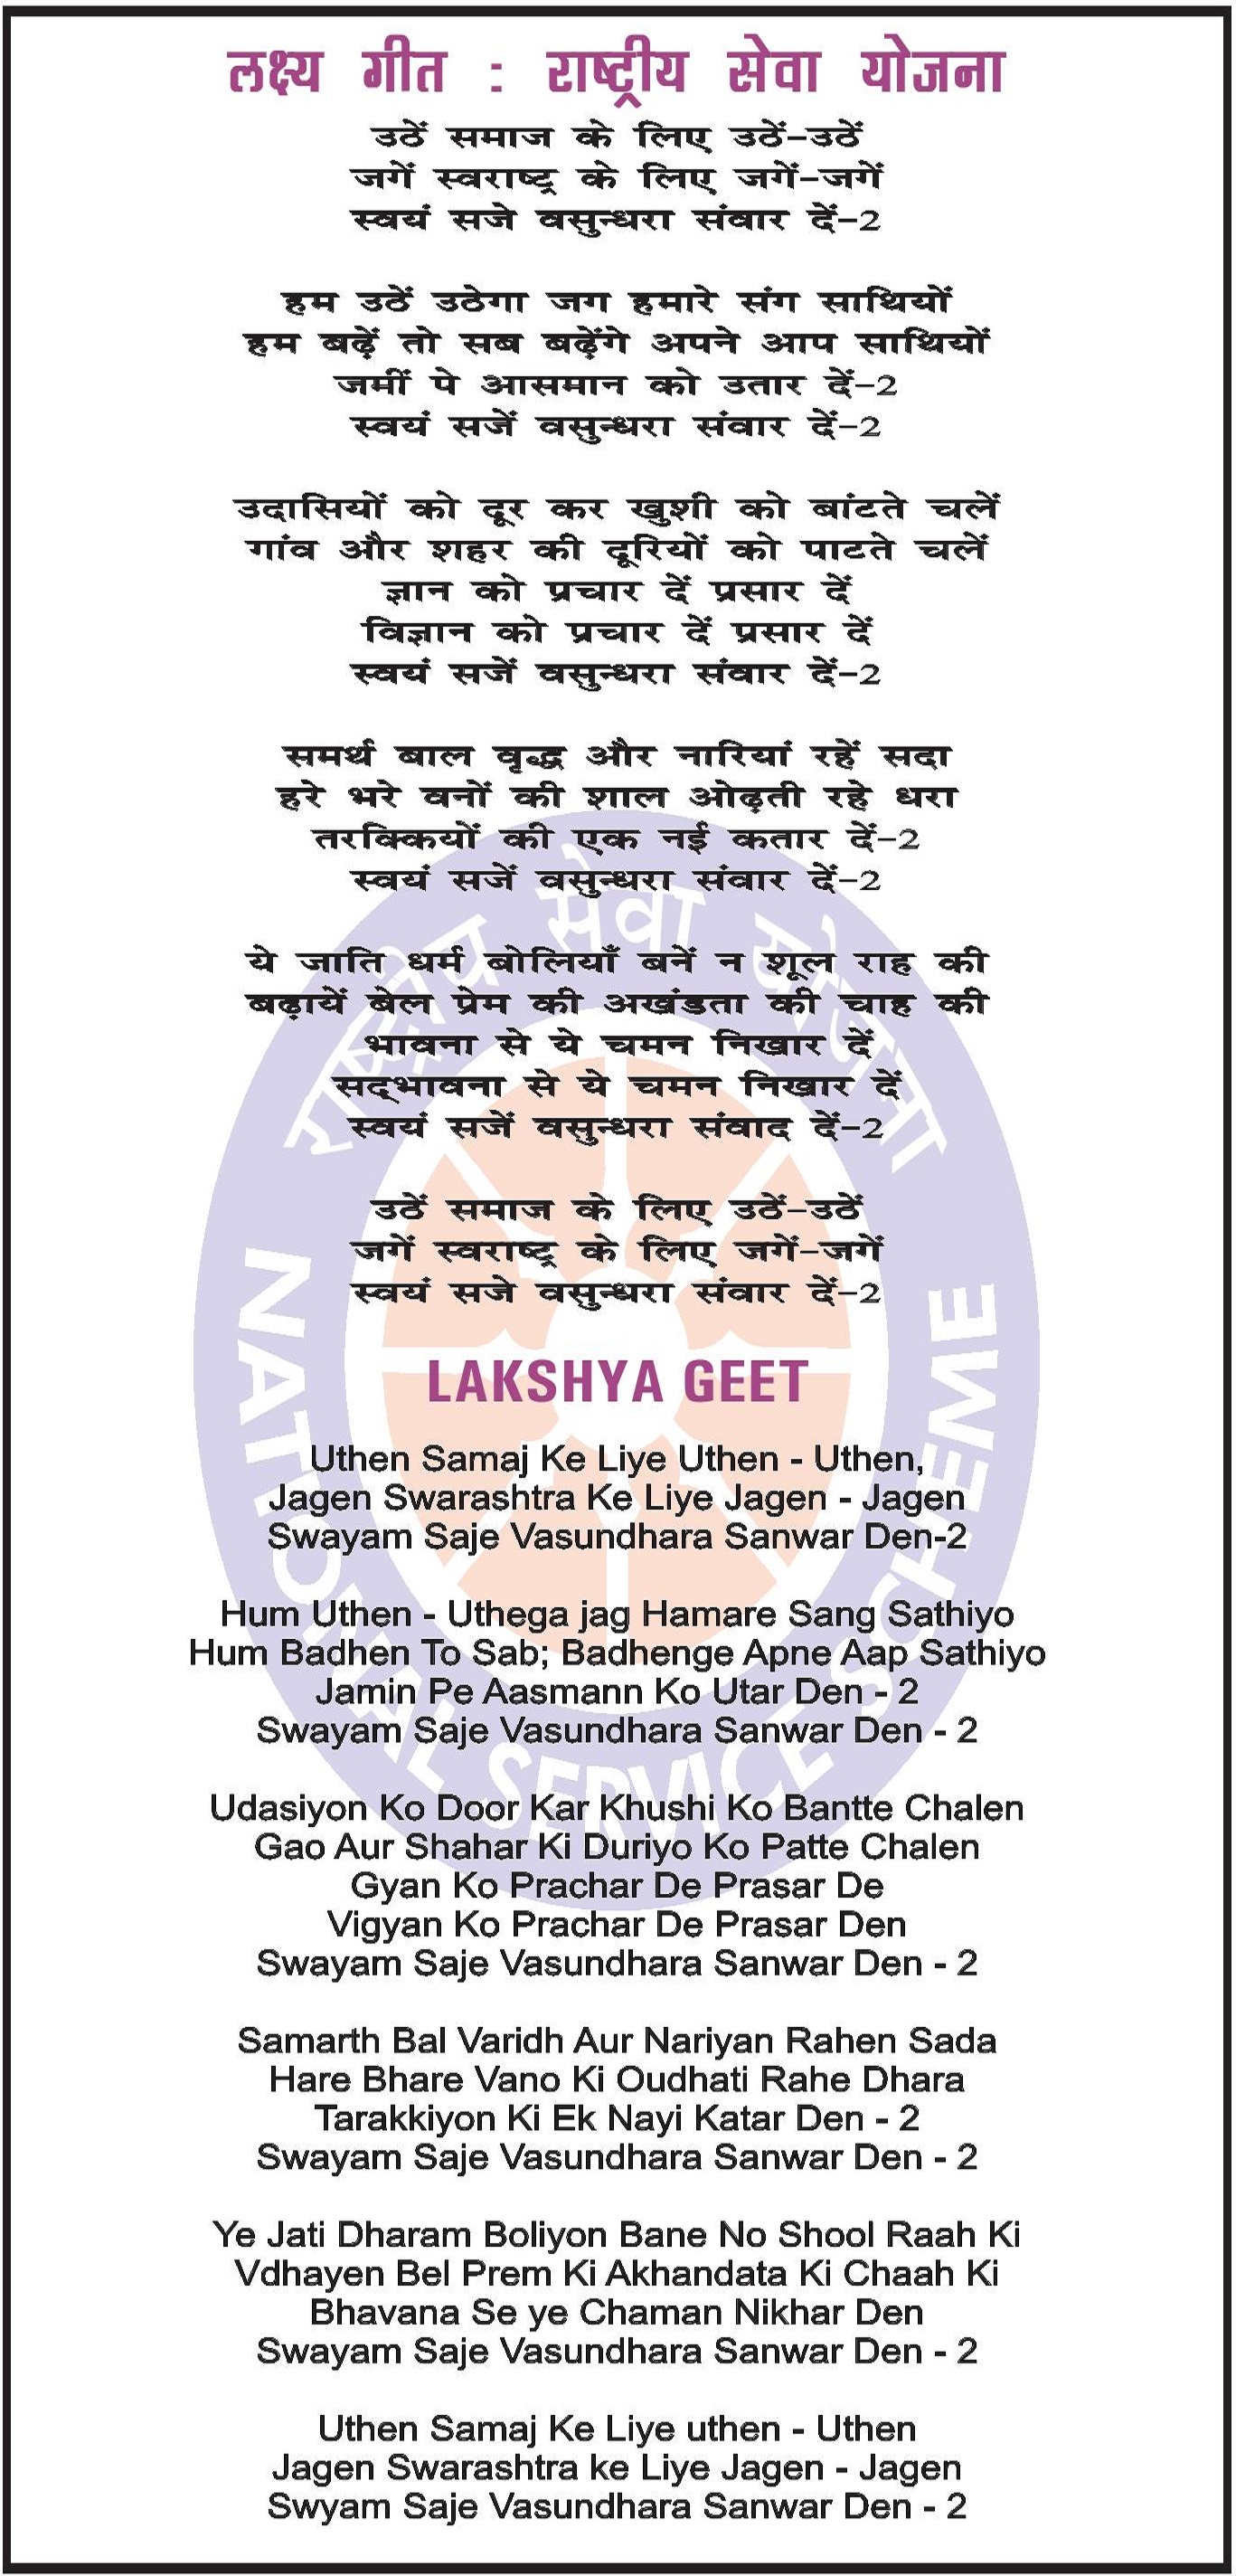 लक्ष्य गीत : राष्ट्रीय सेवा योजना
उठें समाज के लिए उठें-उठें
जगें स्वराष्ट्र के लिए जगें-जगें
स्वयं सजे वसुन्धरा संवार दें-2
हम उठें उठेगा जग हमारे संग साथियों
हम बढ़ें तो सब बढ़ेंगे अपने आप साथियों
जमीं पे आसमान को उतार दें-2
स्वयं सजें वसुन्धरा संवार दें-2
उदासियों को दूर कर खुशी को बांटते चलें
गांव और शहर की दूरियों को पाटते चलें
ज्ञान को प्रचार दें प्रसार दें
विज्ञान को प्रचार दें प्रसार दें
स्वयं सजें वसुन्धरा संवार दें-2
समर्थ बाल वृद्ध और नारियां रहें सदा
हरे भरे वनों की शाल ओढ़ती रहे धरा
तरक्कियों की एक नई कतार दें-2
स्वयं सजें वसुन्धरा संवार दें-2
ये जाति धर्म बोलियाँ बनें न शूल राह की
बढ़ायें बेल प्रेम की अखंडता की चाह की
भावना से ये चमन निखार दें
सद्भावना से ये चमन निखार दें
स्वयं सजें वसुन्धरा संवाद दें-2
उठें समाज के लिए उठें-उठें
जगें स्वराष्ट्र के लिए जगें-जगें
स्वयं सजे वसुन्धरा संवार दें-2
LAKSHYA GEET
Uthen Samaj Ke Liye Uthen - Uthen,
Jagen Swarashtra Ke Liye Jagen - Jagen
Swayam Saje Vasundhara Sanwar Den-2
Hum Uthen - Uthega jag Hamare Sang Sathiyo
Hum Badhen To Sab; Badhenge Apne Aap Sathiyo
Jamin Pe Aasmann Ko Utar Den - 2
Swayam Saje Vasundhara Sanwar Den - 2
Udasiyon Ko Door Kar Khushi Ko Bantte Chalen
Gao Aur Shahar Ki Duriyo Ko Patte Chalen
Gyan Ko Prachar De Prasar De
Vigyan Ko Prachar De Prasar Den
Swayam Saje Vasundhara Sanwar Den - 2
Samarth Bal Varidh Aur Nariyan Rahen Sada
Hare Bhare Vano Ki Oudhati Rahe Dhara
Tarakkiyon Ki Ek Nayi Katar Den - 2
Swayam Saje Vasundhara Sanwar Den - 2
Ye Jati Dharam Boliyon Bane No Shool Raah Ki
Vdhayen Bel Prem Ki Akhandata Ki Chaah Ki
Bhavana Se ye Chaman Nikhar Den
Swayam Saje Vasundhara Sanwar Den - 2
Uthen Samaj Ke Liye uthen - Uthen
Jagen Swarashtra ke Liye Jagen - Jagen
Swyam Saje Vasundhara Sanwar Den - 2
राष्ट्रीय सेवा योजना
NATIONAL SERVICE SCHEME